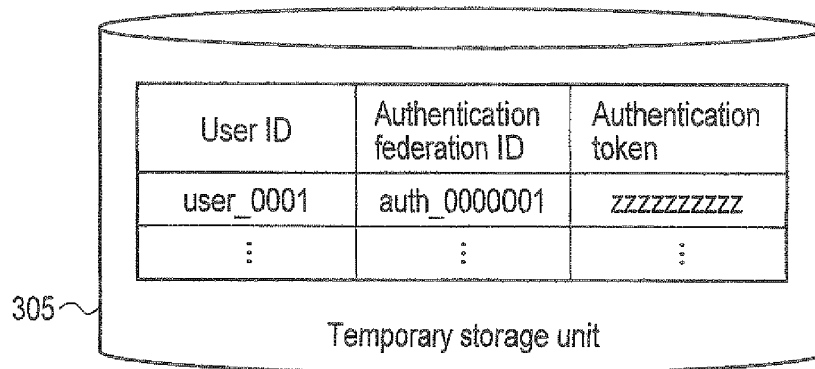 User ID
Authentication federation ID
Authentication token
user_0001
auth_0000001
zzzzzzzzzz
⋮
⋮
⋮
305
Temporary storage unit